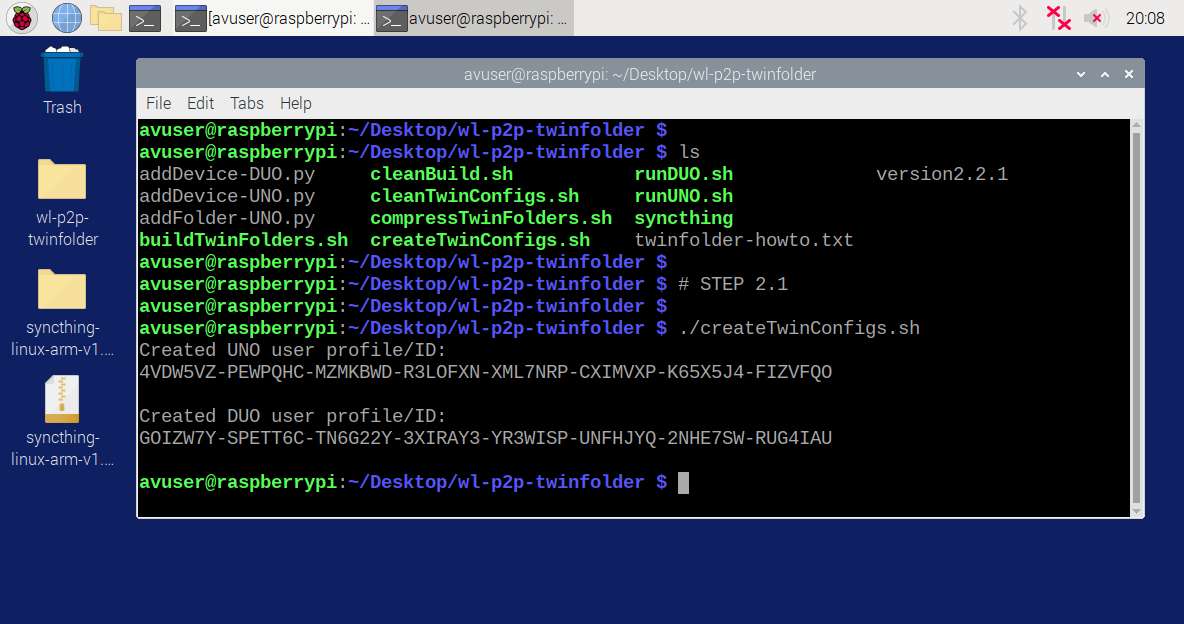 [avuser@raspberrypi: ... avuser@raspberrypi: ... 20:08
Trash
wl-p2p-
twinfolder
syncthing-
linux-arm-v1....
syncthing-
linux-arm-v1....
avuser@raspberrypi: ~/Desktop/wl-p2p-twinfolder
File Edit Tabs Help
avuser@raspberrypi:~/Desktop/wl-p2p-twinfolder $
avuser@raspberrypi:~/Desktop/wl-p2p-twinfolder $ ls
addDevice-DUO.py cleanBuild.sh runDUO.sh version2.2.1
addDevice-UNO.py cleanTwinConfigs.sh runUNO.sh
addFolder-UNO.py compressTwinFolders.sh syncthing
buildTwinFolders.sh createTwinConfigs.sh twinfolder-howto.txt
avuser@raspberrypi:~/Desktop/wl-p2p-twinfolder $
avuser@raspberrypi:~/Desktop/wl-p2p-twinfolder $ # STEP 2.1
avuser@raspberrypi:~/Desktop/wl-p2p-twinfolder $
avuser@raspberrypi:~/Desktop/wl-p2p-twinfolder $ ./createTwinConfigs.sh
Created UNO user profile/ID:
4VDW5VZ-PEWPQHC-MZMKBWD-R3LOFXN-XML7NRP-CXIMVXP-K65X5J4-FIZVFQO

Created DUO user profile/ID:
GOIZW7Y-SPETT6C-TN6G22Y-3XIRAY3-YR3WISP-UNFHJYQ-2NHE7SW-RUG4IAU

avuser@raspberrypi:~/Desktop/wl-p2p-twinfolder $